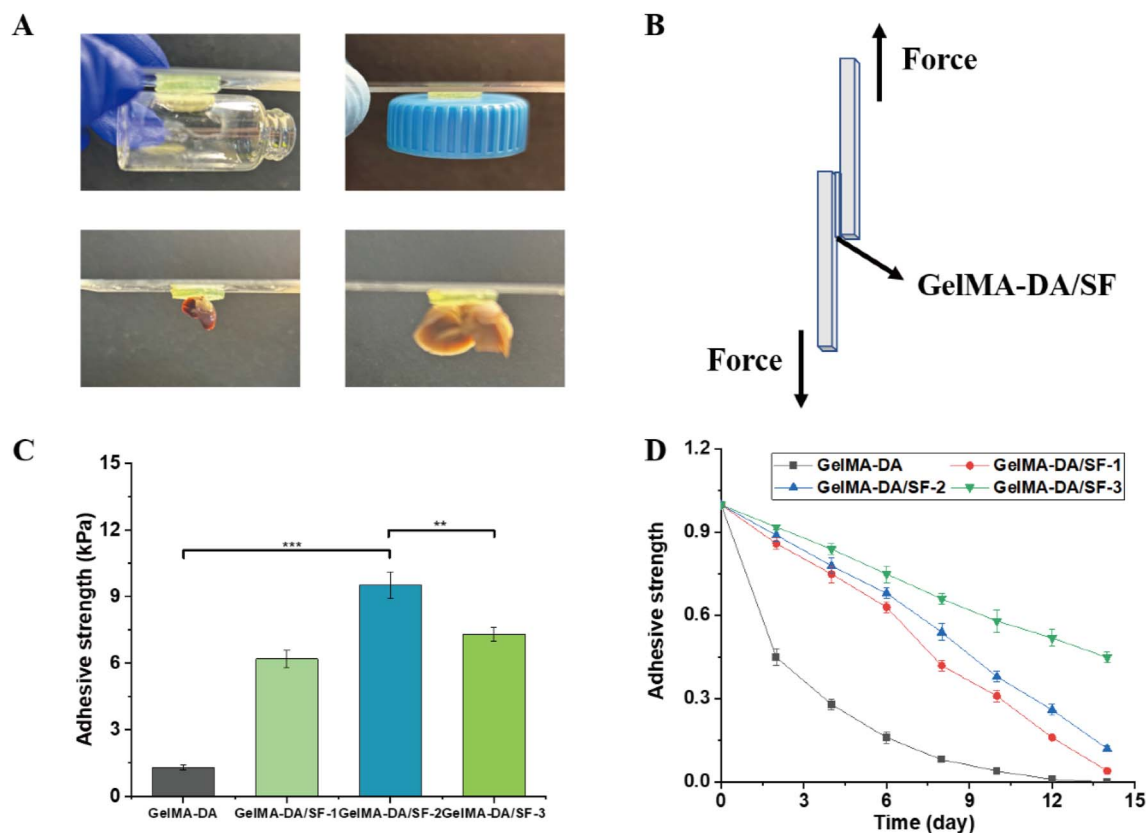 A
B
Force
GelMA-DA/SF
Force
C
Adhesive strength (kPa)
15
12
9
6
3
0
***
**
GelMA-DA
GelMA-DA/SF-1
GelMA-DA/SF-2
GelMA-DA/SF-3
D
Adhesive strength
1.2
0.9
0.6
0.3
0.0
GelMA-DA
GelMA-DA/SF-1
GelMA-DA/SF-2
GelMA-DA/SF-3
0 3 6 9 12 15
Time (day)